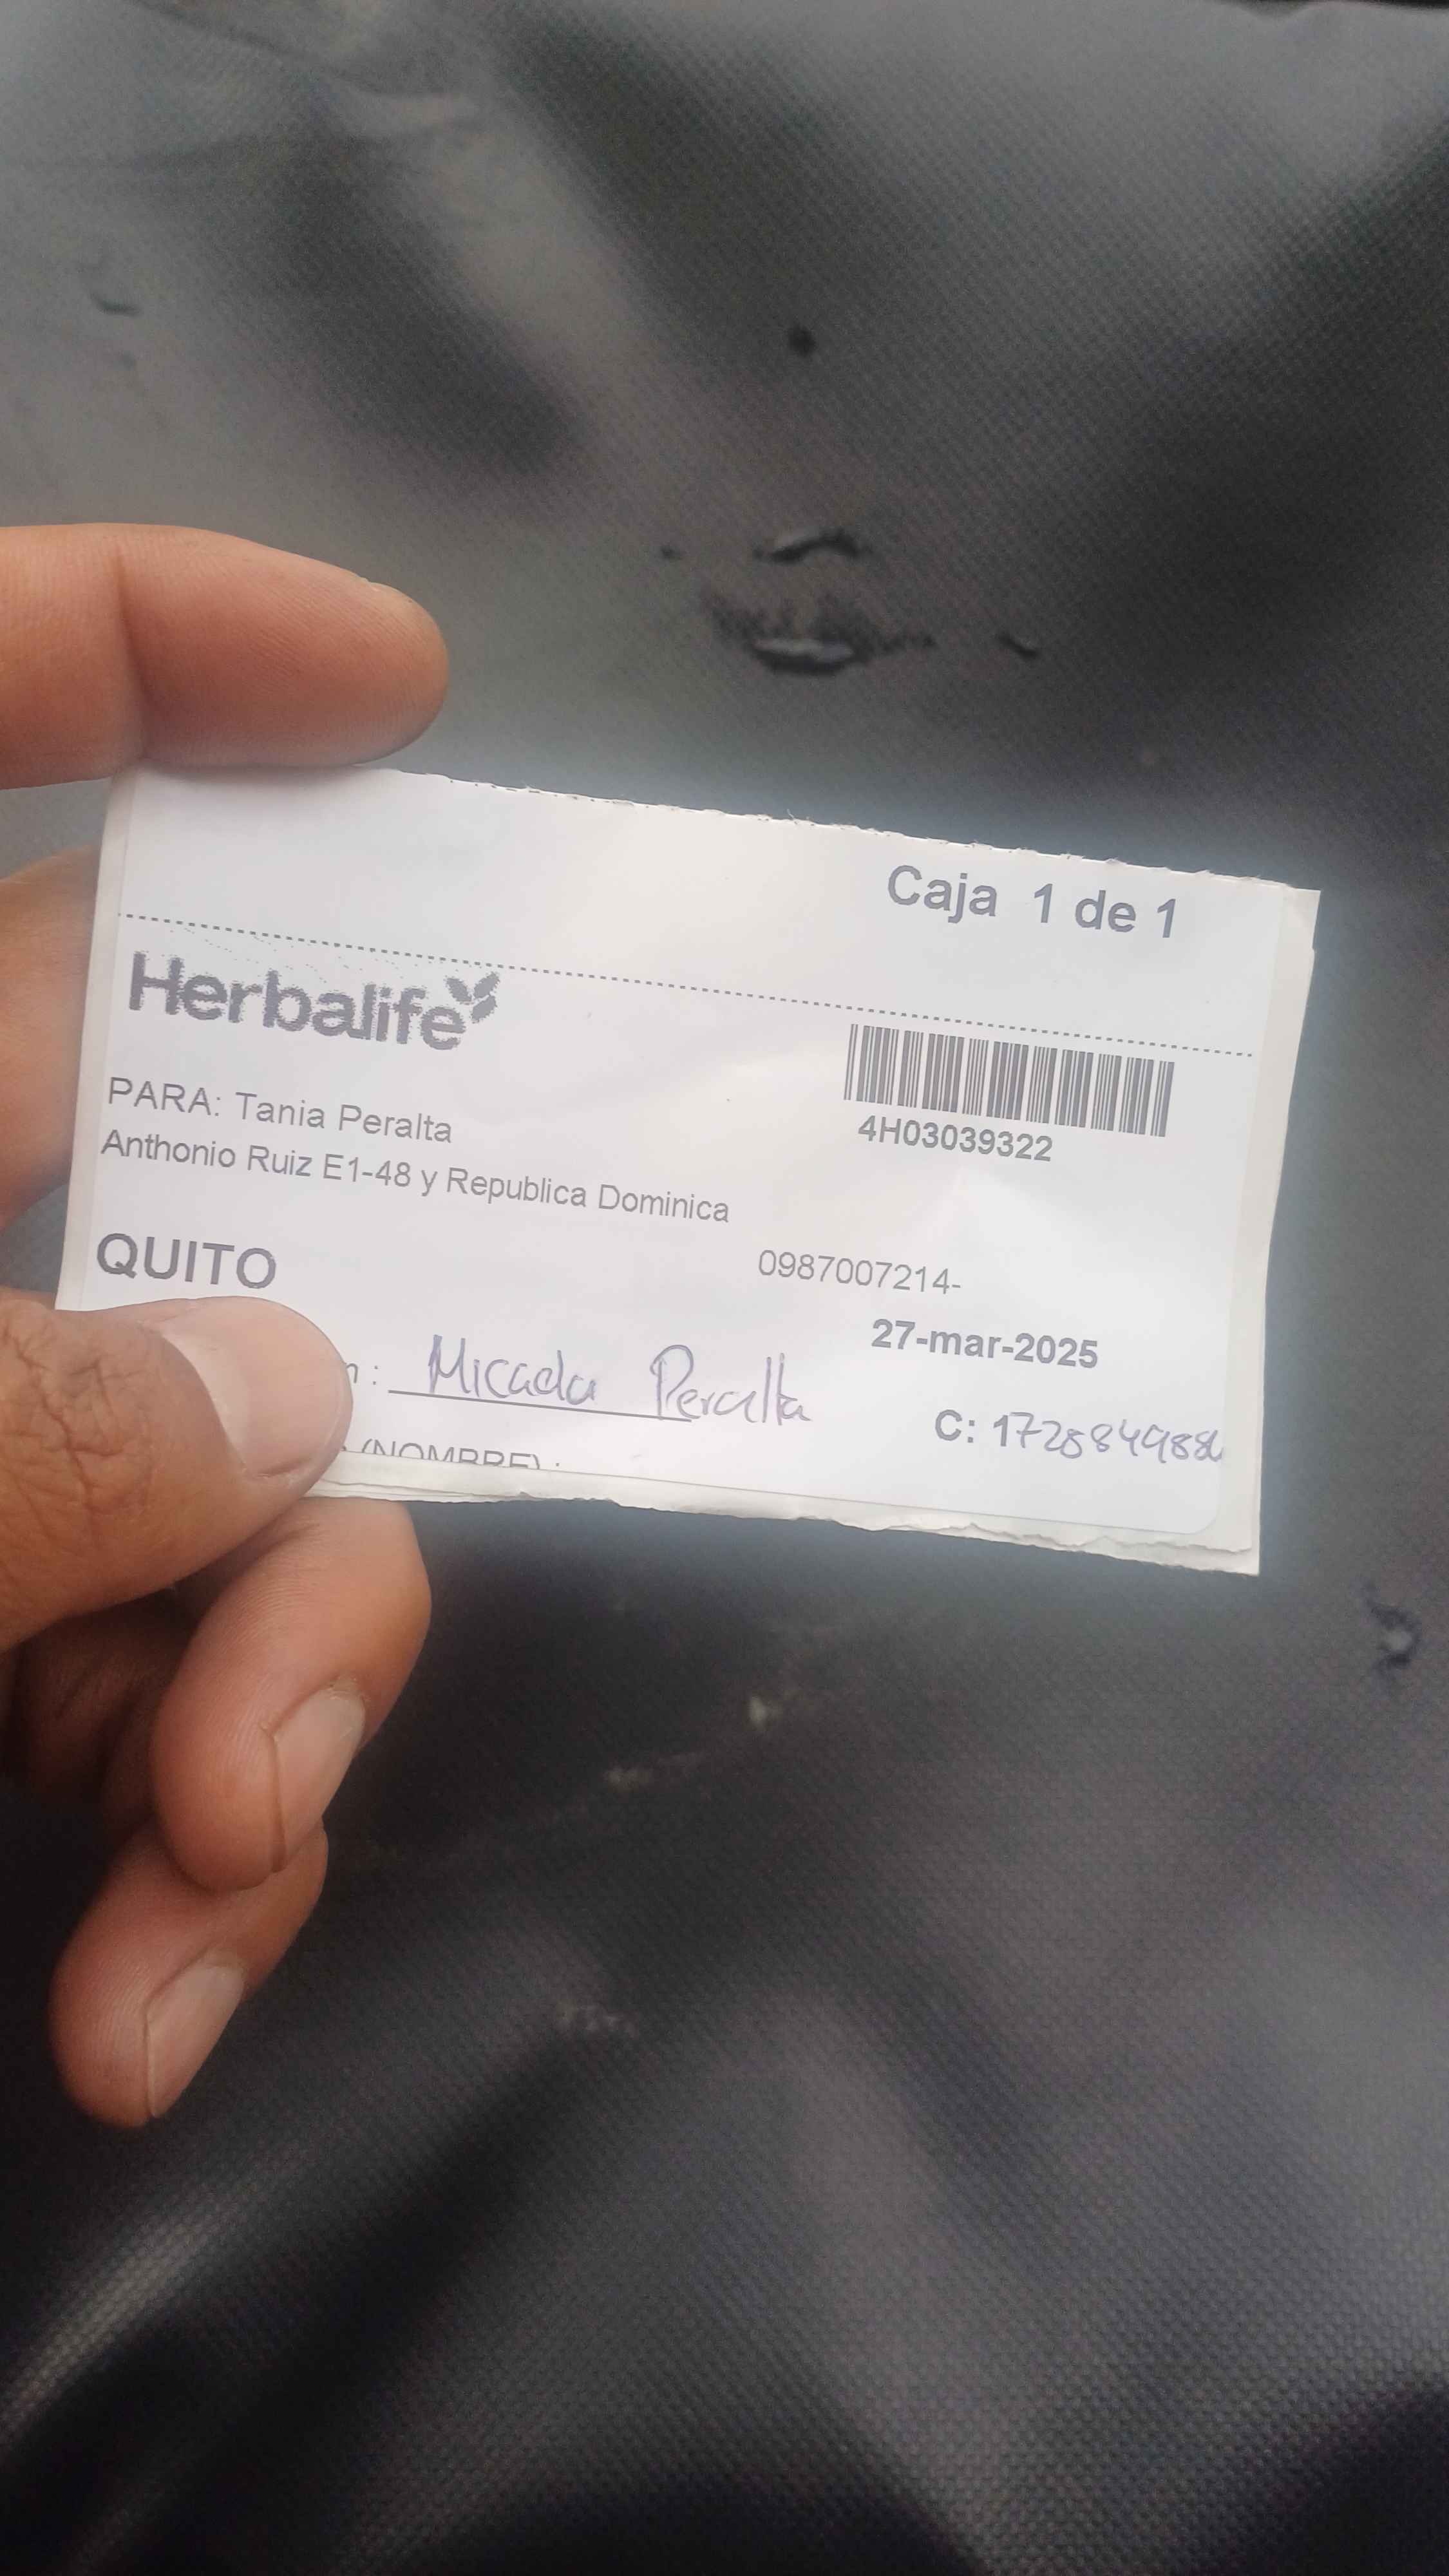 Caja 1 de 1
Herbalife
4H03039322
PARA: Tania Peralta
Anthonio Ruiz E1-48 y Republica Dominica
QUITO
0987007214-
27-mar-2025
: Micaela Peralta
C:
(NOMBRE) :